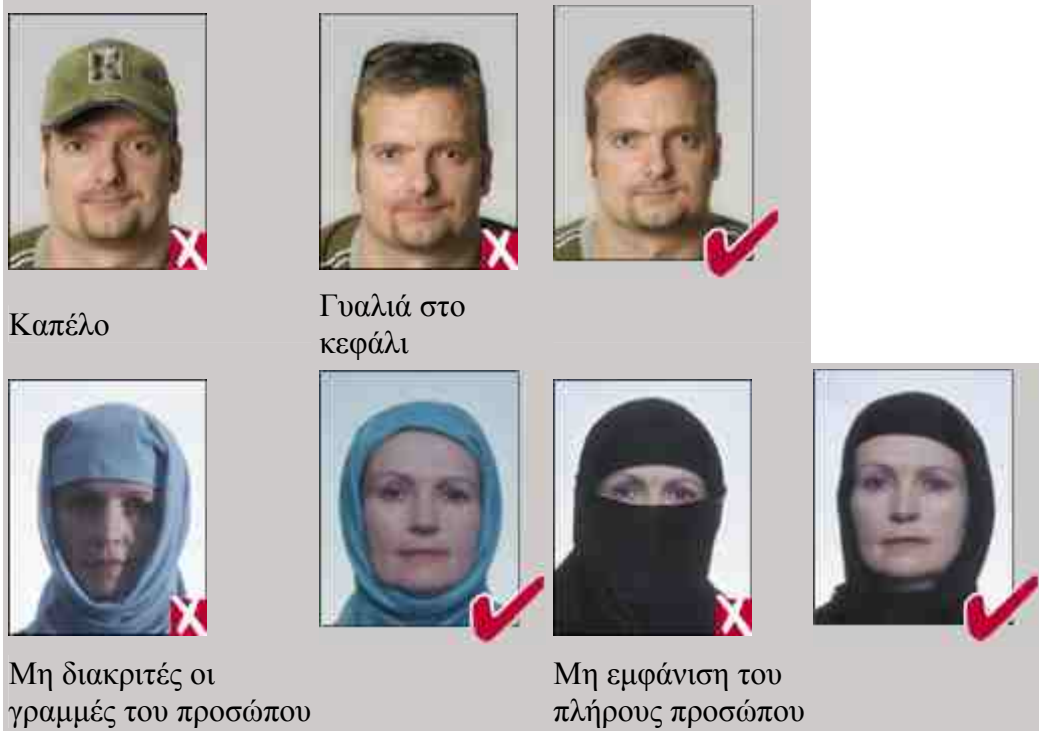 Καπέλο
Γυαλιά στο
κεφάλι
Μη διακριτές οι
γραμμές του προσώπου
Μη εμφάνιση του
πλήρους προσώπου